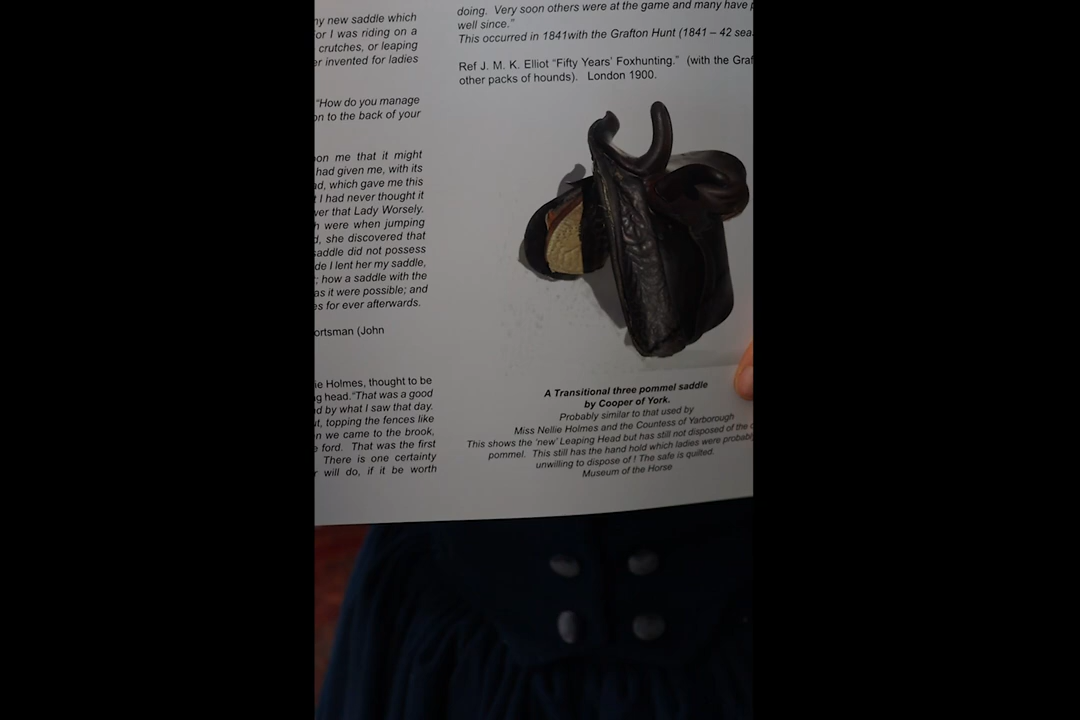 ny new saddle which
or I was riding on a
crutches, or leaping
er invented for ladies
"How do you manage
on to the back of your
on me that it might
had given me, with its
ad, which gave me this
I had never thought it
ver that Lady Worsely.
h were when jumping
d, she discovered that
saddle did not possess
de I lent her my saddle,
; how a saddle with the
as it were possible; and
es for ever afterwards.
ortsman (John
ie Holmes, thought to be
g head."That was a good
d by what I saw that day.
ut, topping the fences like
n we came to the brook,
e ford. That was the first
There is one certainty
r will do, if it be worth
doing. Very soon others were at the game and many have
well since."
This occurred in 1841with the Grafton Hunt (1841 – 42 sea
Ref J. M. K. Elliot "Fifty Years' Foxhunting." (with the Graf
other packs of hounds). London 1900.
A Transitional three pommel saddle
by Cooper of York.
Probably similar to that used by
Miss Nellie Holmes and the Countess of Yarborough
This shows the 'new' Leaping Head but has still not disposed of the
pommel. This still has the hand hold which ladies were probably
unwilling to dispose of ! The safe is quilted.
Museum of the Horse